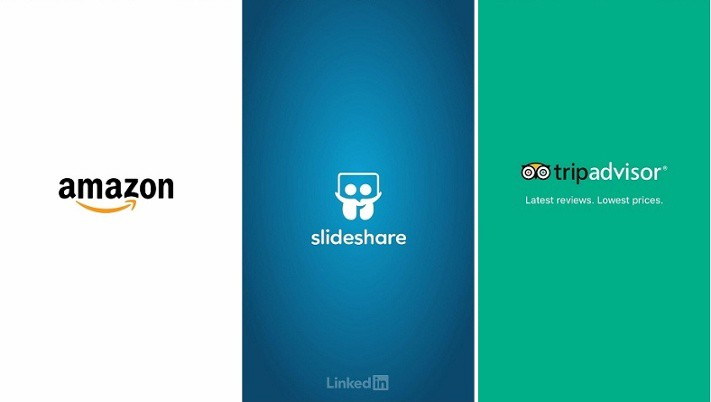 amazon
slideshare
LinkedIn
tripadvisor®
Latest reviews. Lowest prices.